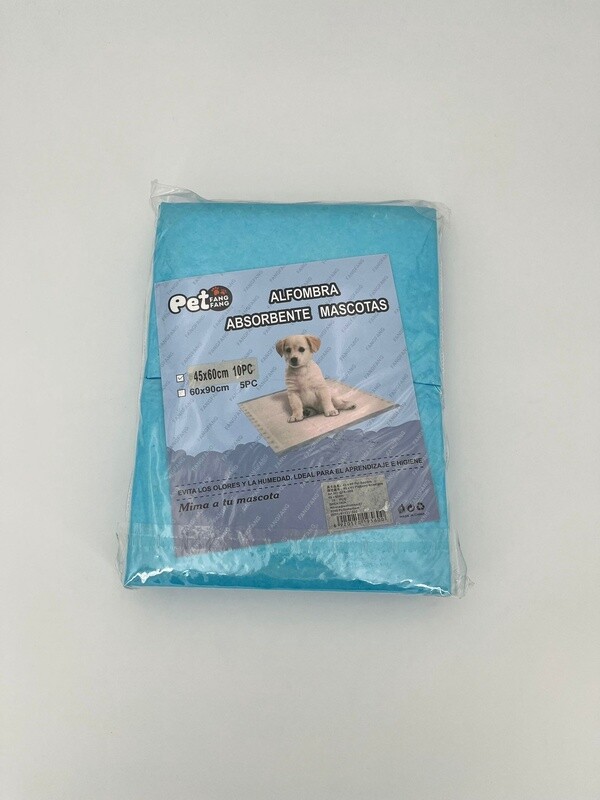 Pet FANG FANG
ALFOMBRA
ABSORBENTE MASCOTAS
45x60cm 10PC
60x90cm 5PC
EVITA LOS OLORES Y LA HUMEDAD. LDEAL PARA EL APRENDIZAJE E HIGIENE
Mima a tu mascota